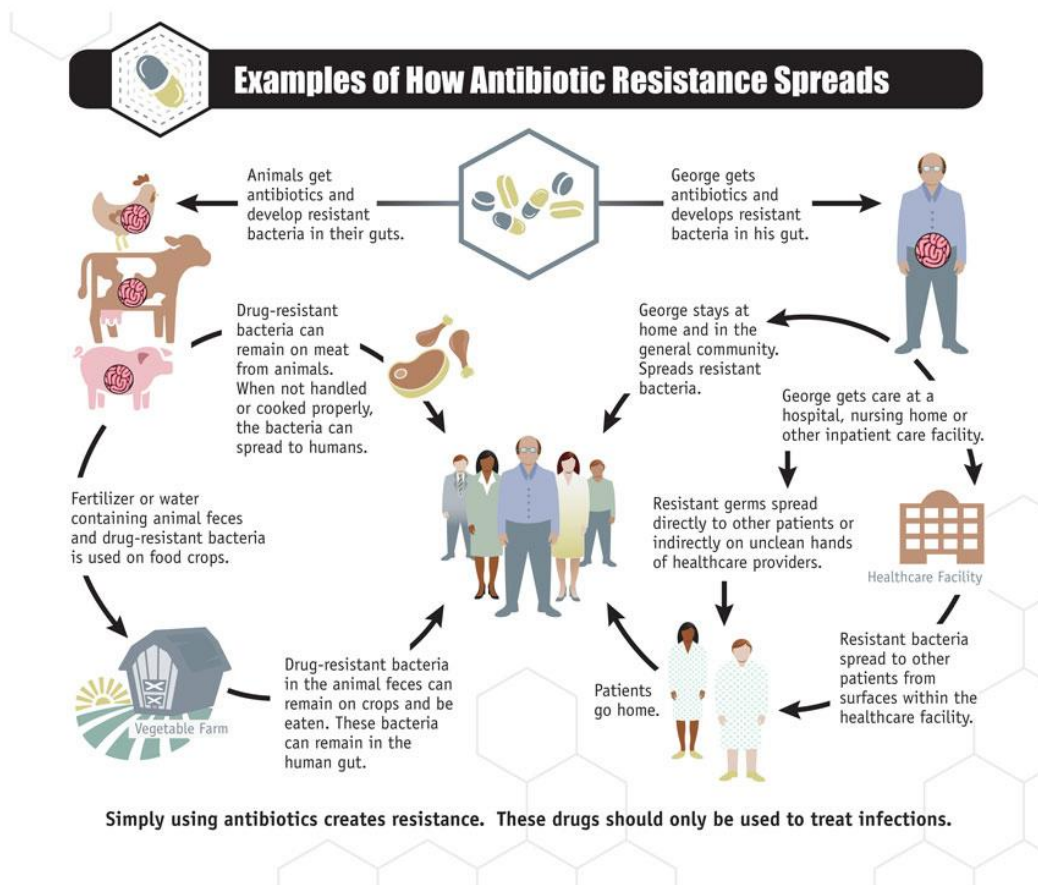 Examples of How Antibiotic Resistance Spreads
Animals get
antibiotics and
develop resistant
bacteria in their guts.
George gets
antibiotics and
develops resistant
bacteria in his gut.
Drug-resistant
bacteria can
remain on meat
from animals.
When not handled
or cooked properly,
the bacteria can
spread to humans.
George stays at
home and in the
general community.
Spreads resistant
bacteria.
George gets care at a
hospital, nursing home or
other inpatient care facility.
Fertilizer or water
containing animal feces
and drug-resistant bacteria
is used on food crops.
Resistant germs spread
directly to other patients or
indirectly on unclean hands
of healthcare providers.
Healthcare Facility
Vegetable Farm
Drug-resistant bacteria
in the animal feces can
remain on crops and be
eaten. These bacteria
can remain in the
human gut.
Patients
go home.
Resistant bacteria
spread to other
patients from
surfaces within the
healthcare facility.
Simply using antibiotics creates resistance. These drugs should only be used to treat infections.